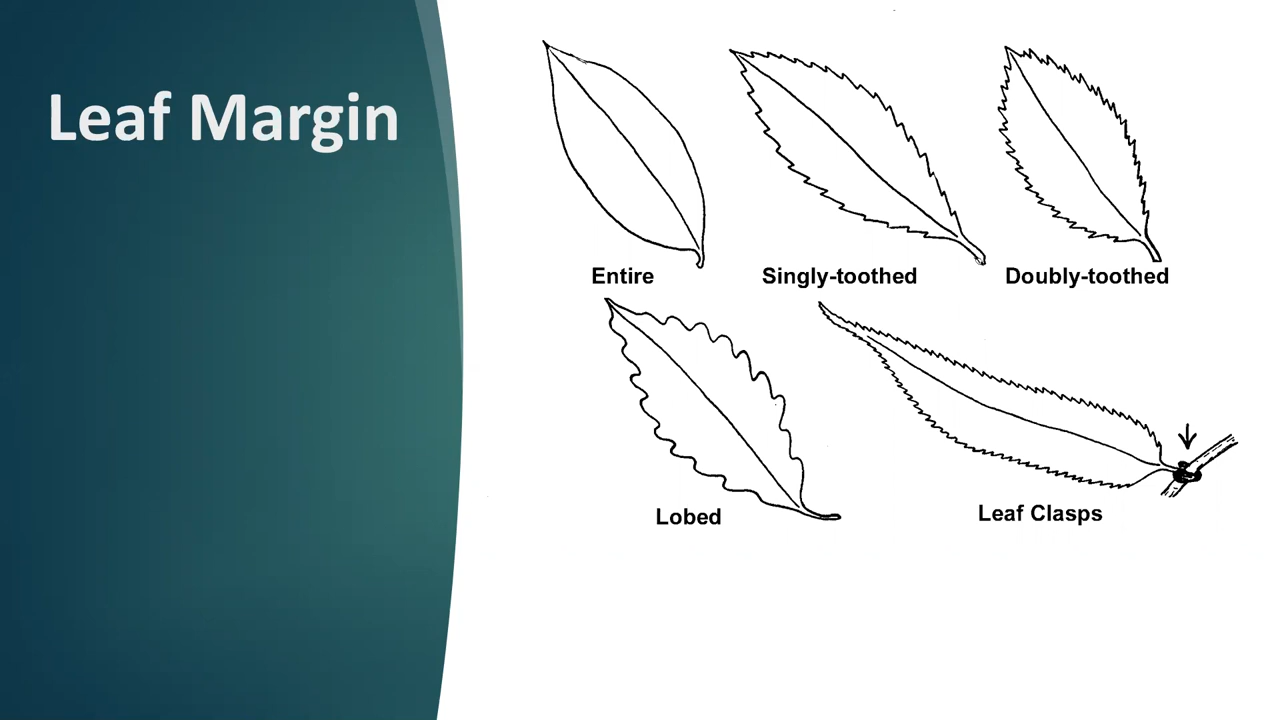 Leaf Margin
Entire
Singly-toothed
Doubly-toothed
Lobed
Leaf Clasps